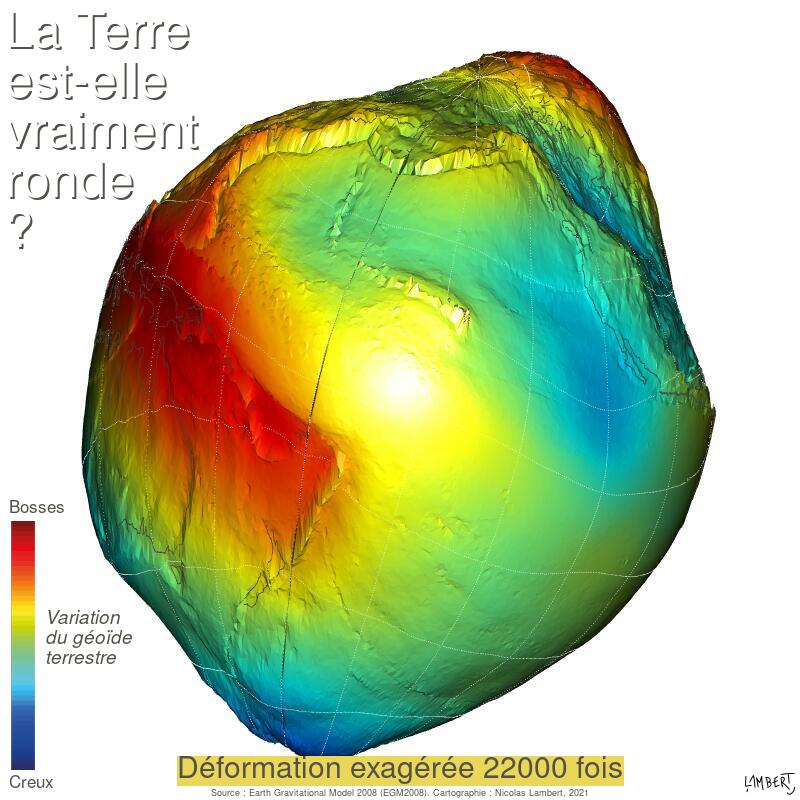 La Terre
est-elle
vraiment
ronde
?
Bosses
Variation
du géoïde
terrestre
Creux
Déformation exagérée 22000 fois
Source : Earth Gravitational Model 2008 (EGM2008). Cartographie : Nicolas Lambert, 2021
LAMBERT